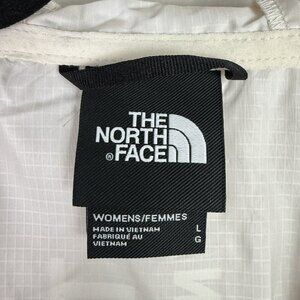 THE
NORTH
® FACE
WOMENS/FEMMES
MADE IN VIETNAM L
FABRIQUÉ AU G
VIETNAM